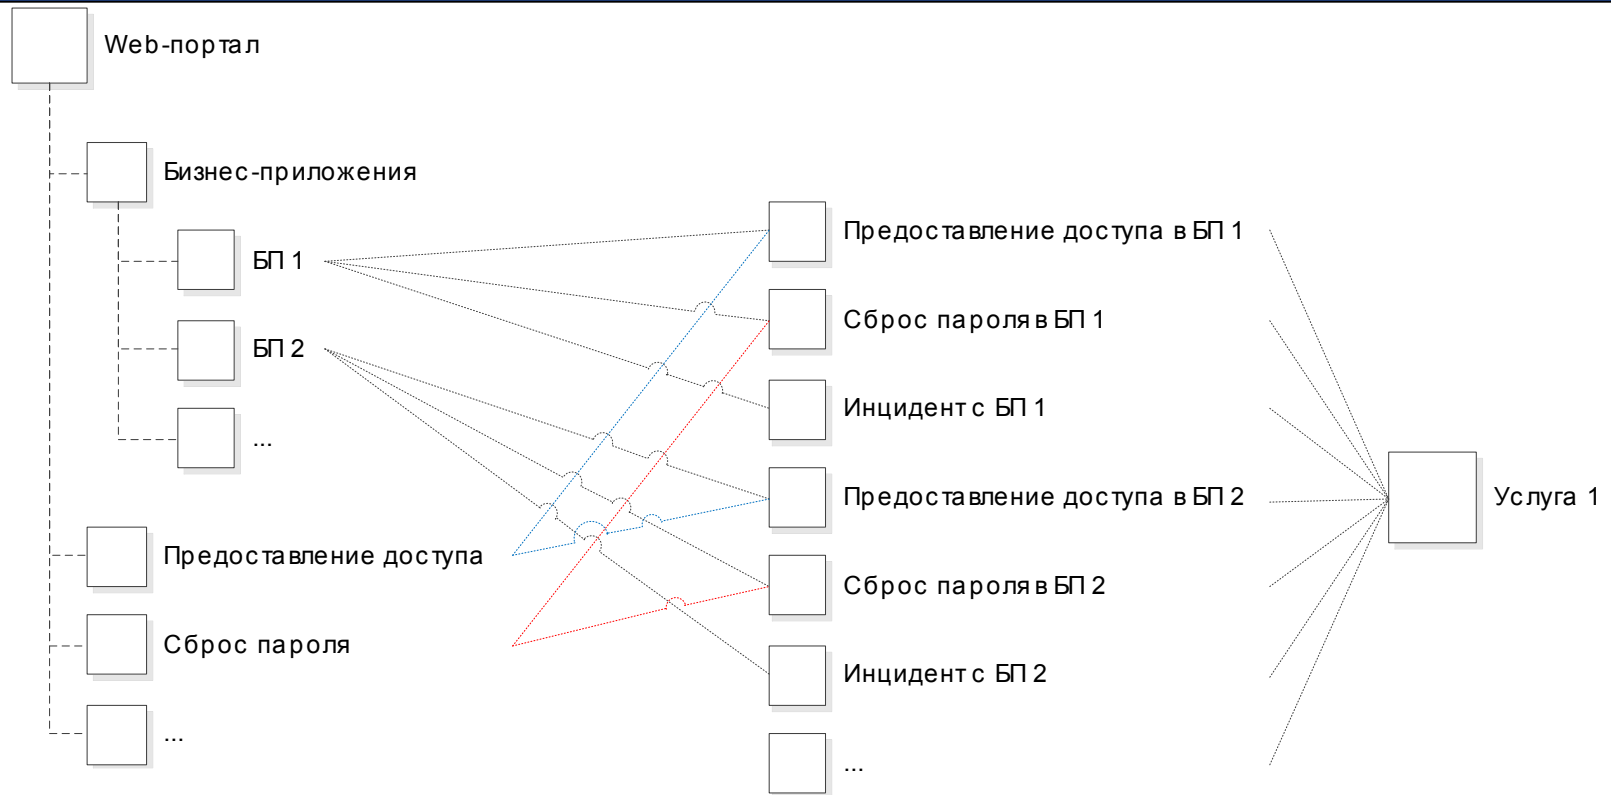 Web-портал
Бизнес-приложения
БП 1
БП 2
...
Предоставление доступа
Сброс пароля
...
Предоставление доступа в БП 1
Сброс пароля в БП 1
Инцидент с БП 1
Предоставление доступа в БП 2
Сброс пароля в БП 2
Инцидент с БП 2
...
Услуга 1